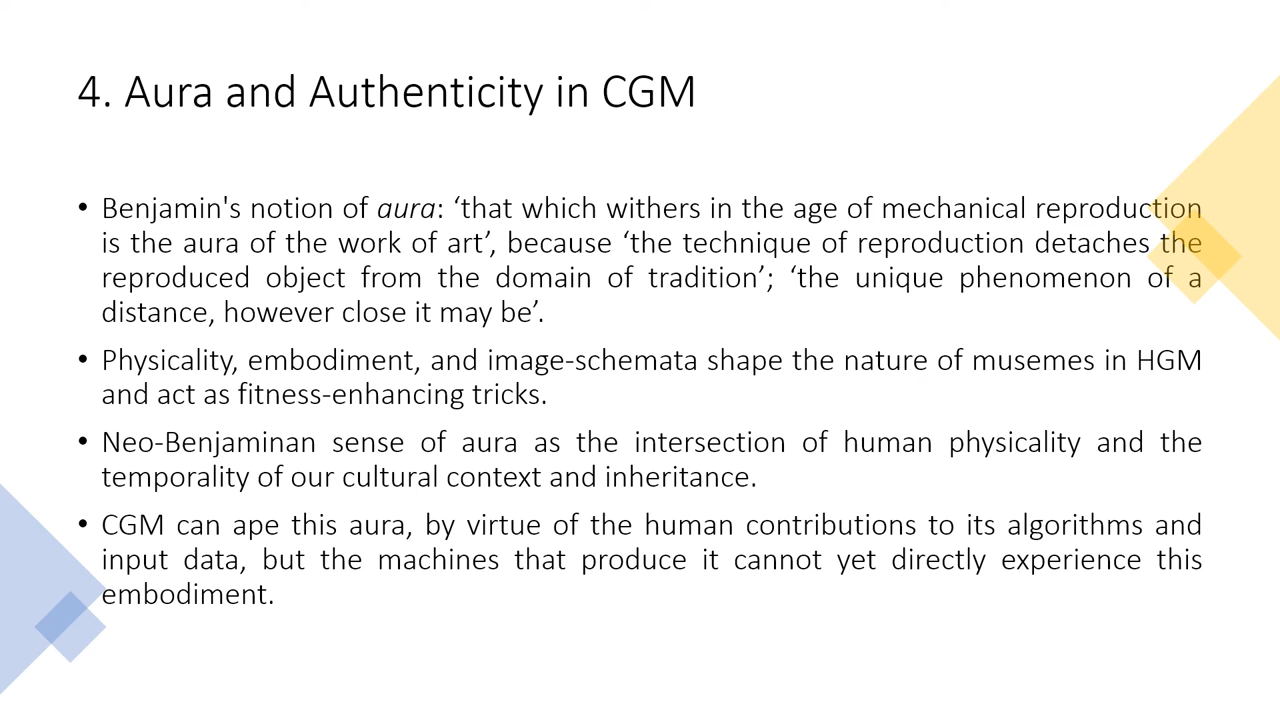 4. Aura and Authenticity in CGM
• Benjamin's notion of aura: ‘that which withers in the age of mechanical reproduction
is the aura of the work of art’, because ‘the technique of reproduction detaches the
reproduced object from the domain of tradition’; ‘the unique phenomenon of a
distance, however close it may be’.
• Physicality, embodiment, and image-schemata shape the nature of musemes in HGM
and act as fitness-enhancing tricks.
• Neo-Benjaminan sense of aura as the intersection of human physicality and the
temporality of our cultural context and inheritance.
• CGM can ape this aura, by virtue of the human contributions to its algorithms and
input data, but the machines that produce it cannot yet directly experience this
embodiment.